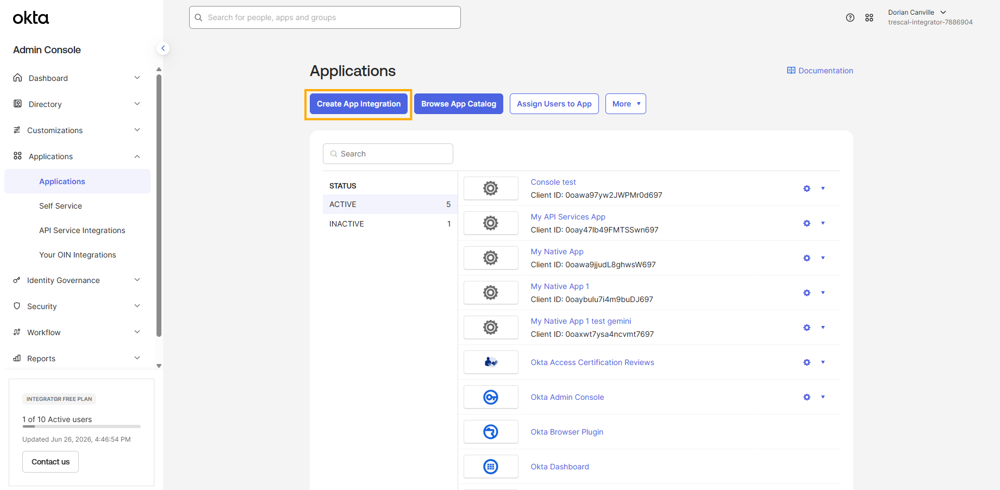 okta
Search for people, apps and groups
Dorian Canville
trescal-integrator-7886904
Admin Console
Dashboard
Directory
Customizations
Applications
Applications
Self Service
API Service Integrations
Your OIN Integrations
Identity Governance
Security
Workflow
Reports
INTEGRATOR FREE PLAN
1 of 10 Active users
Updated Jun 26, 2026, 4:46:54 PM
Contact us
Applications
Documentation
Create App Integration
Browse App Catalog
Assign Users to App
More
Search
STATUS
ACTIVE 5
INACTIVE 1
Console test
Client ID: 0oawa97yw2JWPMr0d697
My API Services App
Client ID: 0oay47lb49FMTSSwn697
My Native App
Client ID: 0oawa9jjudL8ghwsW697
My Native App 1
Client ID: 0oaybulu7i4m9buDJ697
My Native App 1 test gemini
Client ID: 0oaxwt7ysa4ncvmt7697
Okta Access Certification Reviews
Okta Admin Console
Okta Browser Plugin
Okta Dashboard